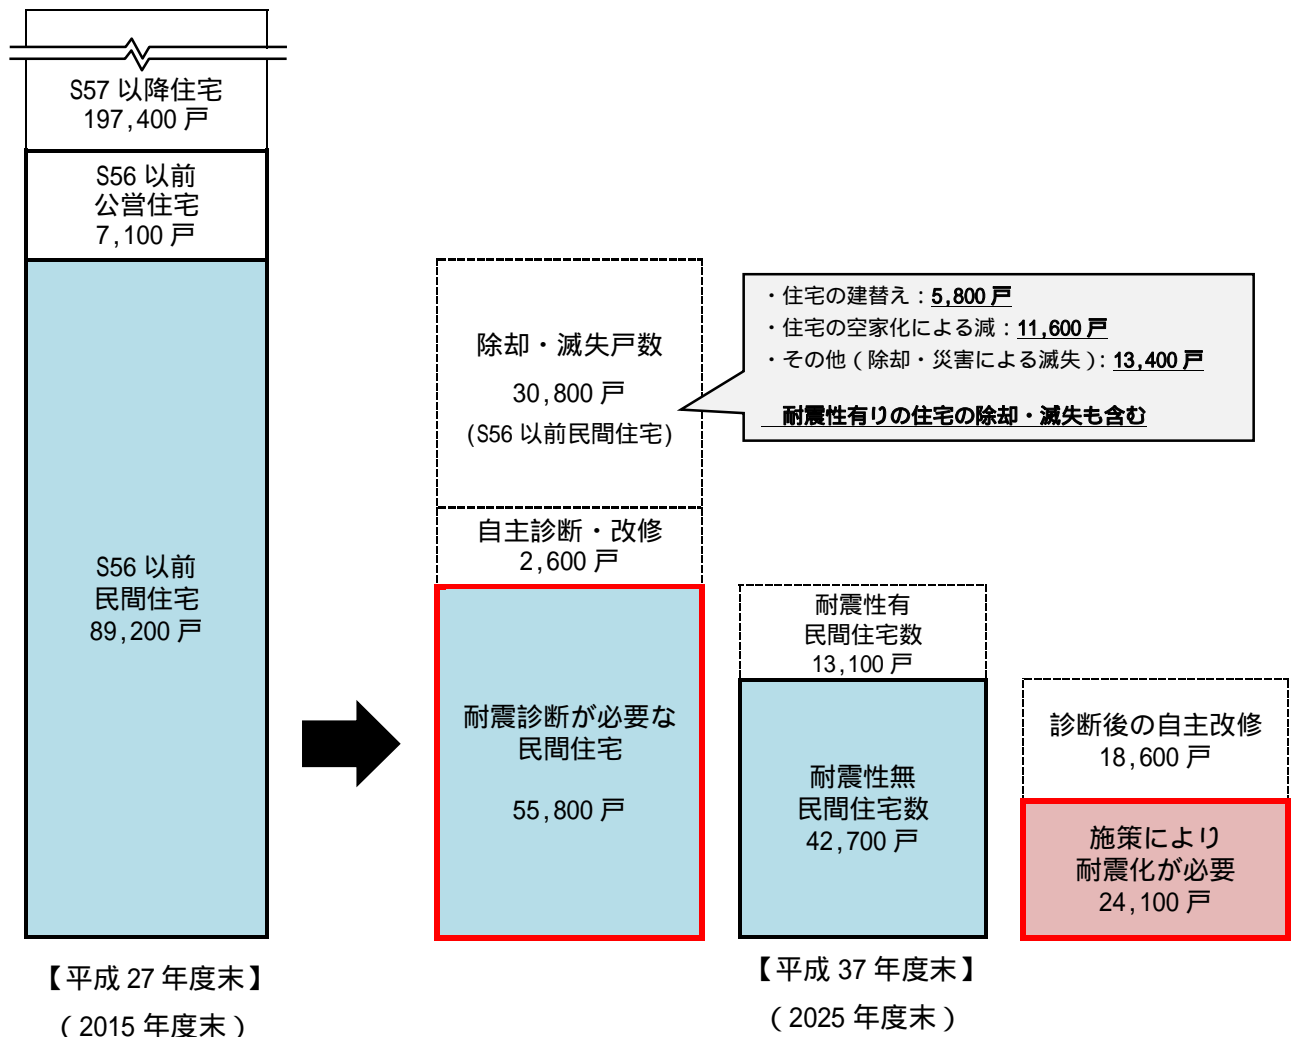 S57 以降住宅
197,400 戸
S56 以前
公営住宅
7,100 戸
S56 以前
民間住宅
89,200 戸
【平成 27 年度末】
(2015 年度末)
除却・滅失戸数
30,800 戸
(S56 以前民間住宅)
・住宅の建替え：5,800 戸
・住宅の空家化による減：11,600 戸
・その他（除却・災害による滅失）：13,400 戸
耐震性有りの住宅の除却・滅失も含む
自主診断・改修
2,600 戸
耐震診断が必要な
民間住宅
55,800 戸
耐震性有
民間住宅数
13,100 戸
耐震性無
民間住宅数
42,700 戸
【平成 37 年度末】
(2025 年度末)
診断後の自主改修
18,600 戸
施策により
耐震化が必要
24,100 戸